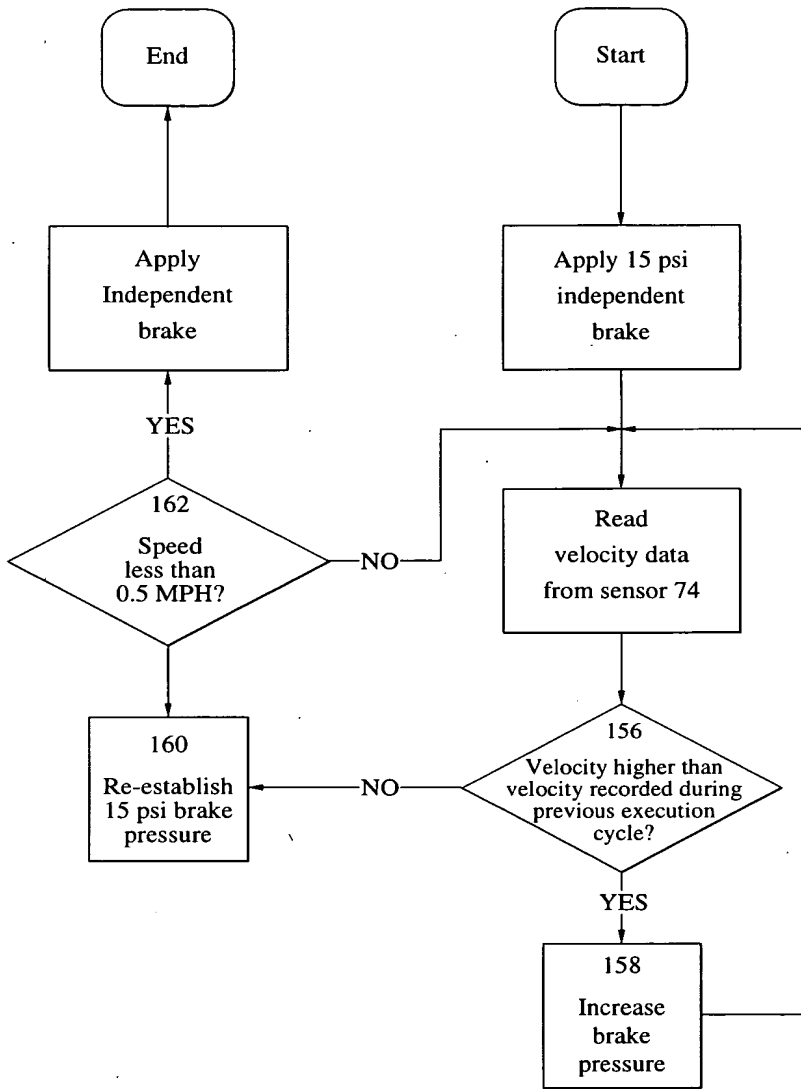 End
Start
Apply
Independent
brake
Apply 15 psi
independent
brake
YES
162
Speed
less than
0.5 MPH?
NO
Read
velocity data
from sensor 74
160
Re-establish
15 psi brake
pressure
NO
156
Velocity higher than
velocity recorded during
previous execution
cycle?
YES
158
Increase
brake
pressure